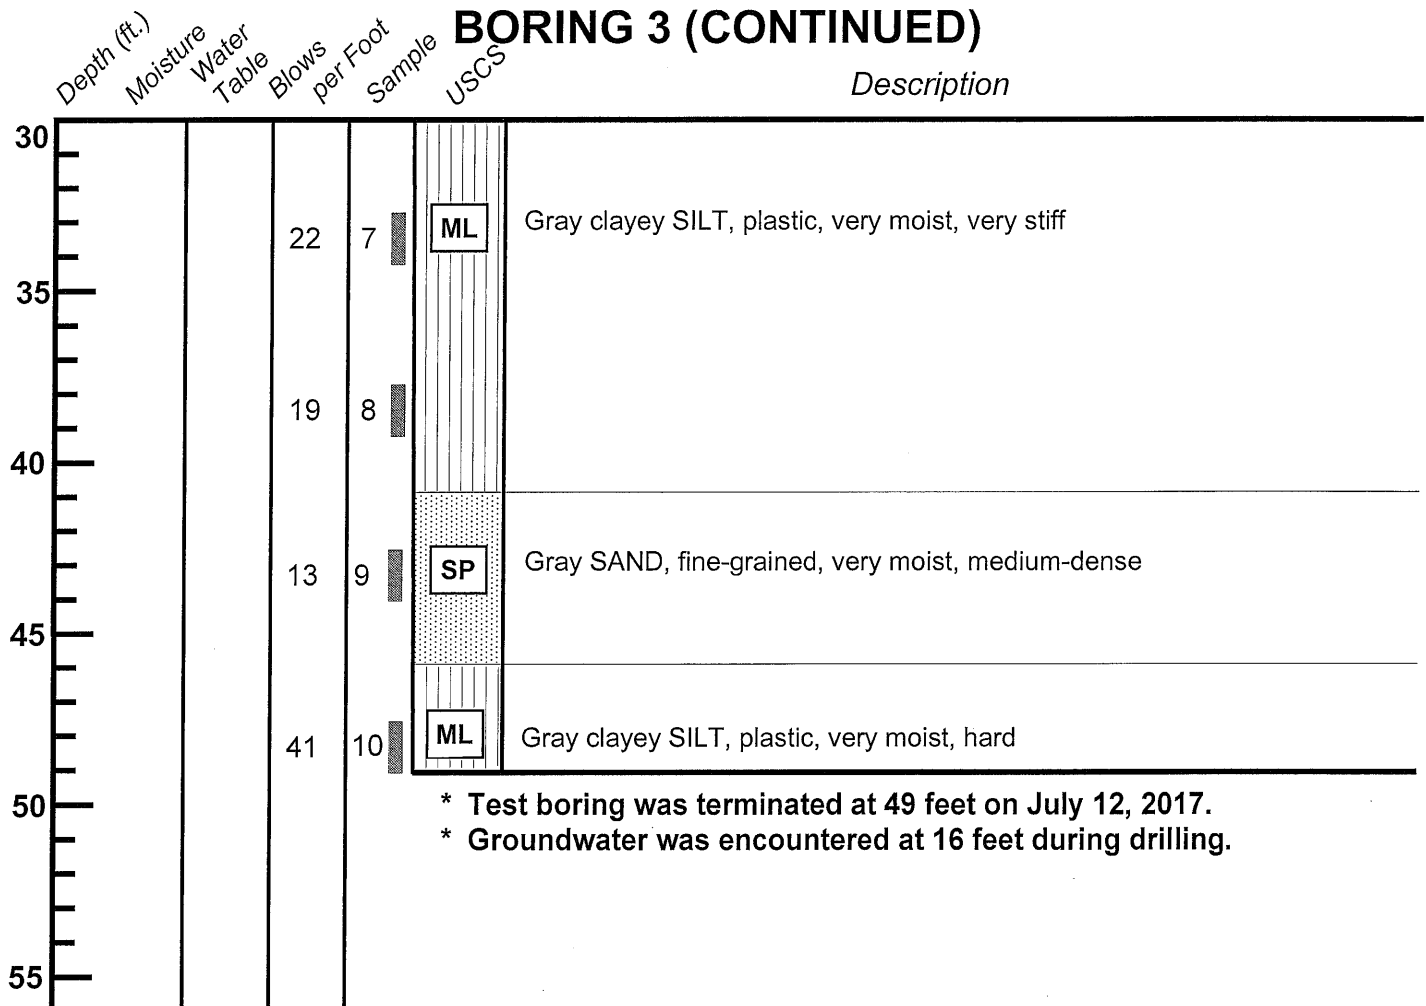 BORING 3 (CONTINUED)
Depth (ft.)
Moisture
Water
Table
Blows
per Foot
Sample
USCS
Description
30
22 7 ML Gray clayey SILT, plastic, very moist, very stiff
35
19 8
40
13 9 SP Gray SAND, fine-grained, very moist, medium-dense
45
41 10 ML Gray clayey SILT, plastic, very moist, hard
50
* Test boring was terminated at 49 feet on July 12, 2017.
* Groundwater was encountered at 16 feet during drilling.
55